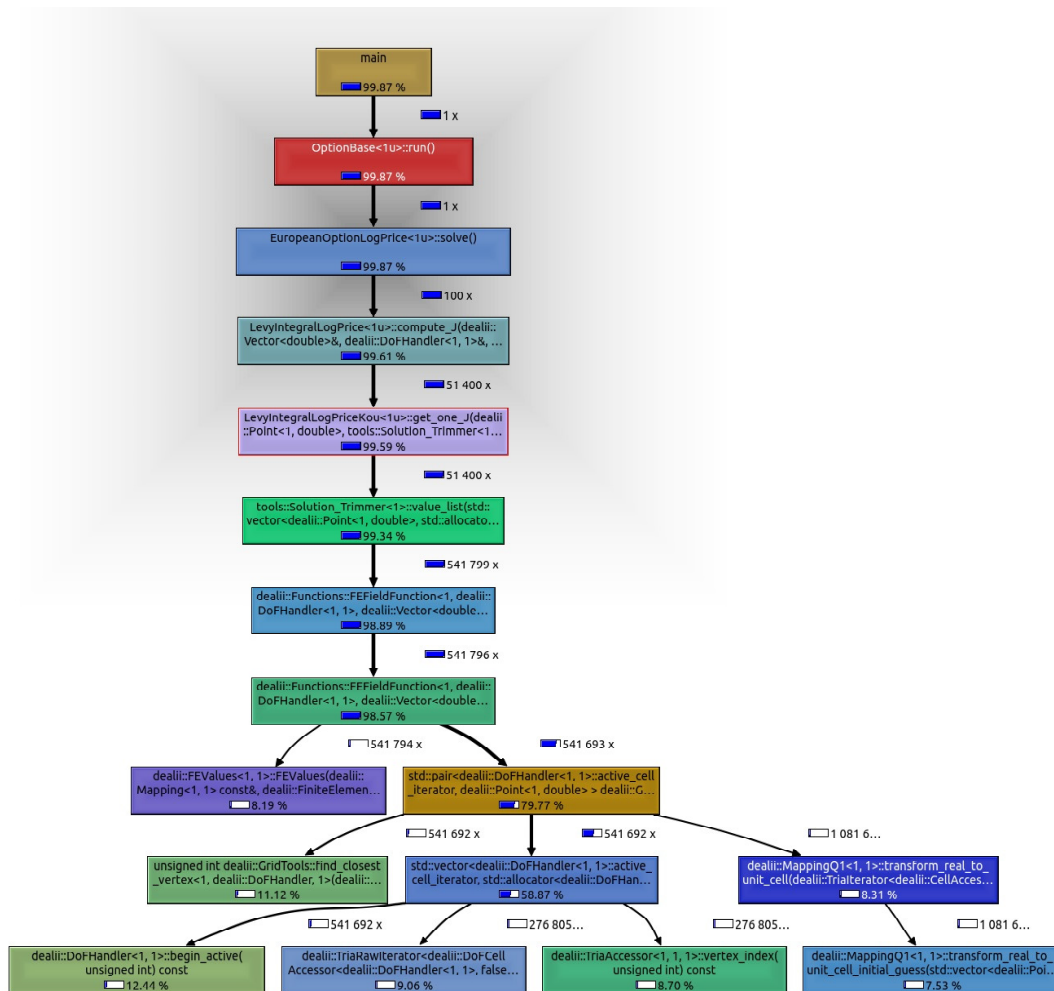 main
99.87 %
1 x
OptionBase<1u>::run()
99.87 %
1 x
EuropeanOptionLogPrice<1u>::solve()
99.87 %
100 x
LevyIntegralLogPrice<1u>::compute_J(dealii::
Vector<double>&, dealii::DoFHandler<1, 1>&, ...
99.61 %
51 400 x
LevyIntegralLogPriceKou<1u>::get_one_J(dealii
::Point<1, double>, tools::Solution_Trimmer<1...
99.59 %
51 400 x
tools::Solution_Trimmer<1>::value_list(std::
vector<dealii::Point<1, double>, std::allocato...
99.34 %
541 799 x
dealii::Functions::FEFieldFunction<1, dealii::
DoFHandler<1, 1>, dealii::Vector<double...
98.89 %
541 796 x
dealii::Functions::FEFieldFunction<1, dealii::
DoFHandler<1, 1>, dealii::Vector<double...
98.57 %
541 794 x
541 693 x
dealii::FEValues<1, 1>::FEValues(dealii::
Mapping<1, 1> const&, dealii::FiniteElemen...
8.19 %
std::pair<dealii::DoFHandler<1, 1>::active_cell
_iterator, dealii::Point<1, double> > dealii::G...
79.77 %
541 692 x
541 692 x
1 081 6...
unsigned int dealii::GridTools::find_closest
_vertex<1, dealii::DoFHandler, 1>(dealii::...
11.12 %
std::vector<dealii::DoFHandler<1, 1>::active_
cell_iterator, std::allocator<dealii::DoFHan...
58.87 %
dealii::MappingQ1<1, 1>::transform_real_to_
unit_cell(dealii::TriaIterator<dealii::CellAcces...
8.31 %
541 692 x
276 805...
276 805...
1 081 6...
dealii::DoFHandler<1, 1>::begin_active(
unsigned int) const
12.44 %
dealii::TriaRawIterator<dealii::DoFCell
Accessor<dealii::DoFHandler<1, 1>, false...
9.06 %
dealii::TriaAccessor<1, 1, 1>::vertex_index(
unsigned int) const
8.70 %
dealii::MappingQ1<1, 1>::transform_real_to_
unit_cell_initial_guess(std::vector<dealii::Poi...
7.53 %